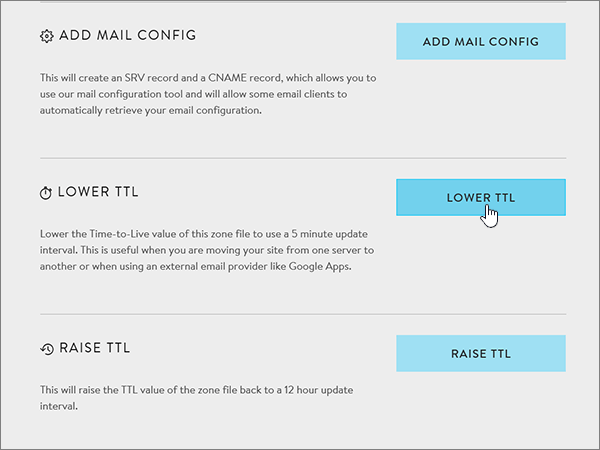 ADD MAIL CONFIG
ADD MAIL CONFIG
This will create an SRV record and a CNAME record, which allows you to
use our mail configuration tool and will allow some email clients to
automatically retrieve your email configuration.
LOWER TTL
LOWER TTL
Lower the Time-to-Live value of this zone file to use a 5 minute update
interval. This is useful when you are moving your site from one server to
another or when using an external email provider like Google Apps.
RAISE TTL
RAISE TTL
This will raise the TTL value of the zone file back to a 12 hour update
interval.